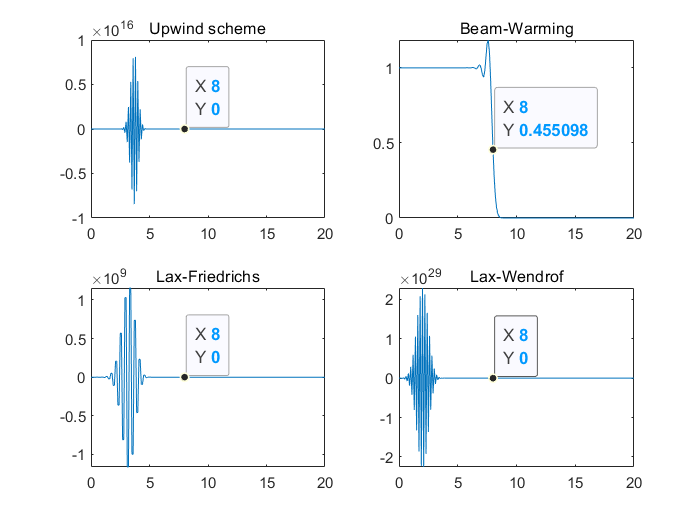 ×10^16 Upwind scheme
1
0.5
0
-0.5
-1
0 5 10 15 20
X 8
Y 0
Beam-Warming
1
0.5
0
0 5 10 15 20
X 8
Y 0.455098
×10^9 Lax-Friedrichs
1
0.5
0
-0.5
-1
0 5 10 15 20
X 8
Y 0
×10^29 Lax-Wendrof
2
1
0
-1
-2
0 5 10 15 20
X 8
Y 0